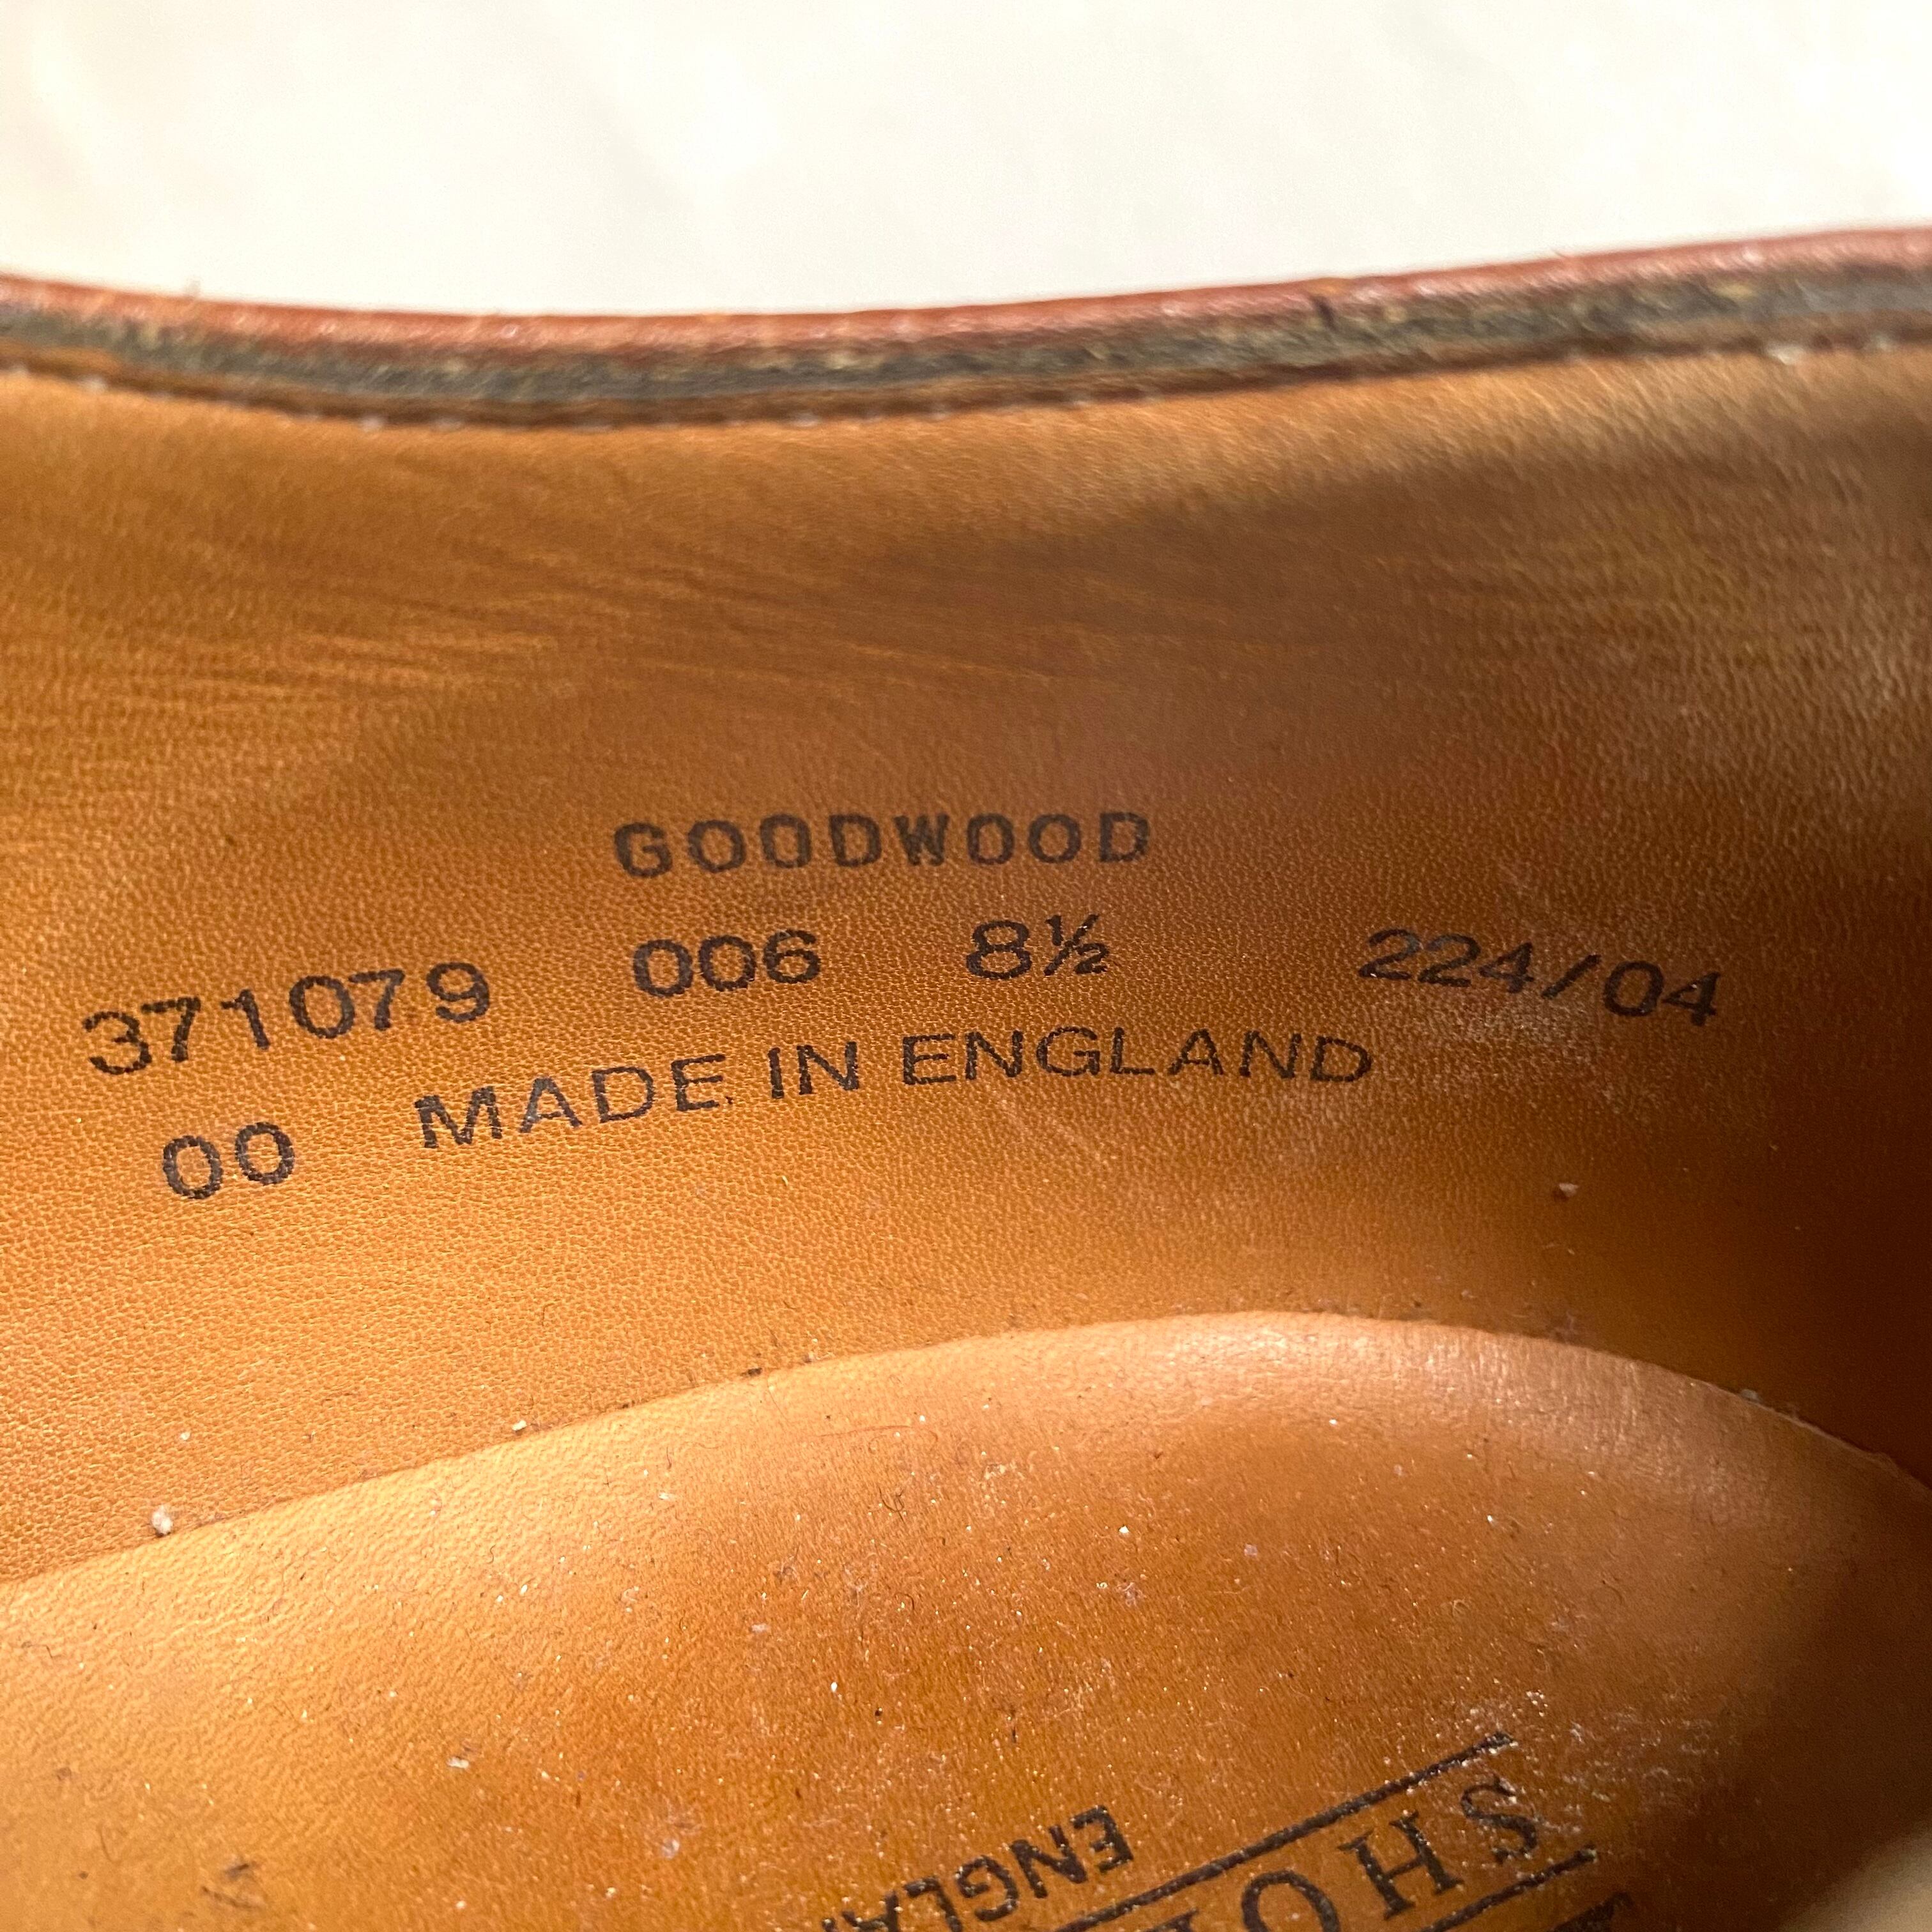 GOODWOOD
371079 006 8½ 224/04
00 MADE IN ENGLAND